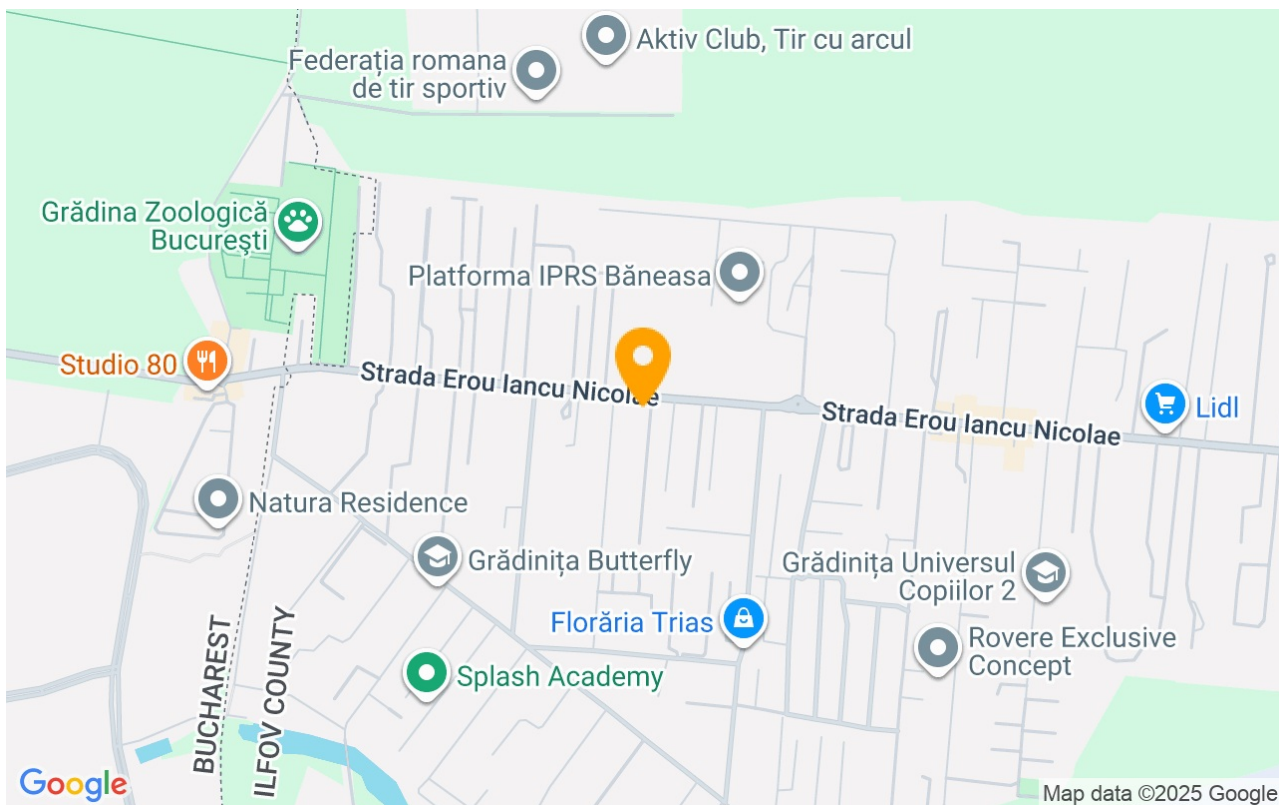 Aktiv Club, Tir cu arcul
Federația romana
de tir sportiv
Grădina Zoologică
București
Platforma IPRS Băneasa
Studio 80
Strada Erou Iancu Nicolae
Strada Erou Iancu Nicolae
Lidl
Natura Residence
Grădinița Butterfly
Grădinița Universul
Copiilor 2
Florăria Trias
Rovere Exclusive
Concept
Splash Academy
BUCHAREST
ILFOV COUNTY
Google
Map data ©2025 Google